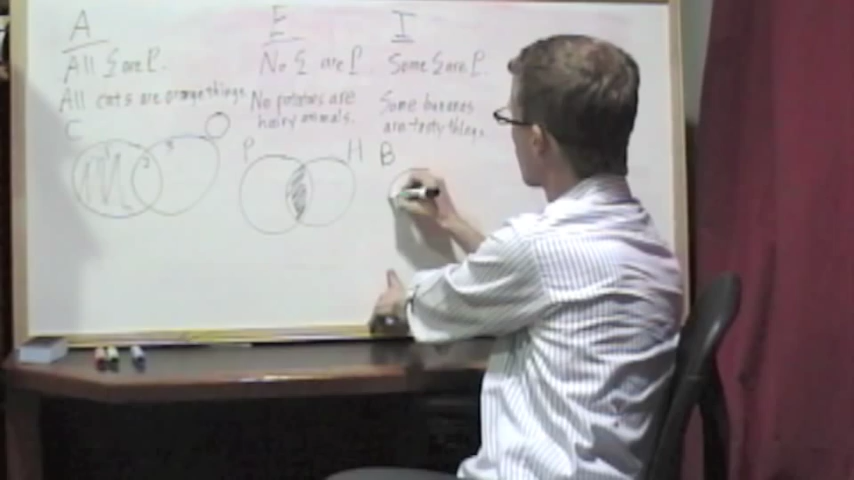 A
All S are P.
All cats are orange things.
C O
E
No S are P
No potatoes are
hairy animals.
P H
I
Some S are P.
Some bananas
are tasty things.
B